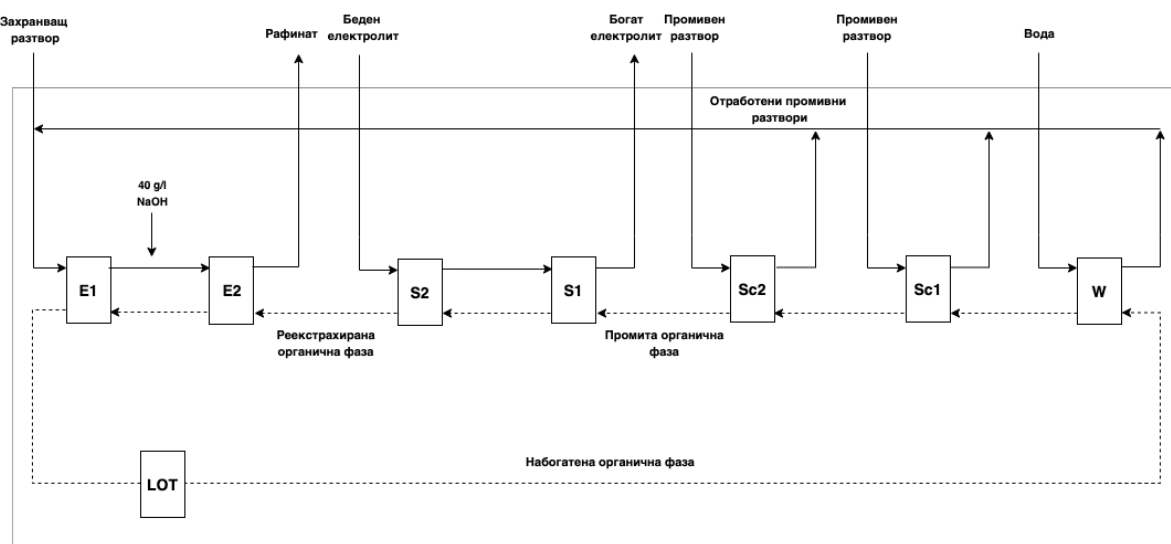 Захранващ
разтвор
Рафинат
Беден
електролит
Богат
електролит
Промивен
разтвор
Промивен
разтвор
Вода
Отработени промивни
разтвори
40 g/l
NaOH
E1
E2
S2
S1
Sc2
Sc1
W
Реекстрахирана
органична фаза
Промита органична
фаза
LOT
Набогатена органична фаза